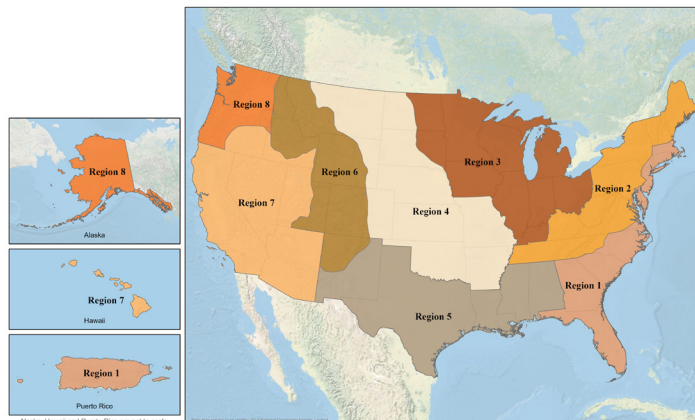 Region 8
Region 3
Region 6
Region 2
Region 7
Region 4
Region 1
Region 5
Region 8
Alaska
Region 7
Hawaii
Region 1
Puerto Rico